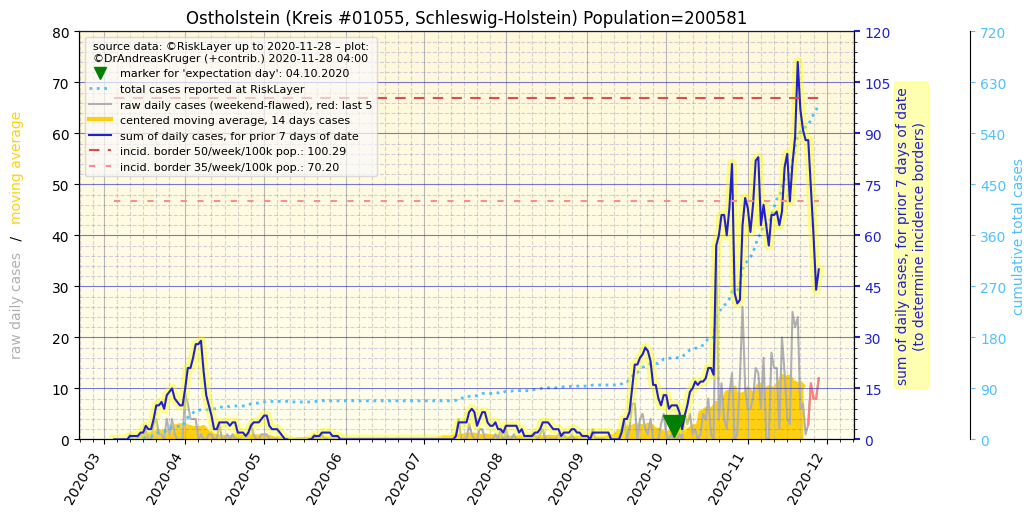 Ostholstein (Kreis #01055, Schleswig-Holstein) Population=200581
source data: ©RiskLayer up to 2020-11-28 – plot:
©DrAndreasKruger (+contrib.) 2020-11-28 04:00
marker for 'expectation day': 04.10.2020
total cases reported at RiskLayer
raw daily cases (weekend-flawed), red: last 5
centered moving average, 14 days cases
sum of daily cases, for prior 7 days of date
incid. border 50/week/100k pop.: 100.29
incid. border 35/week/100k pop.: 70.20
raw daily cases / moving average
80
70
60
50
40
30
20
10
0
2020-03
2020-04
2020-05
2020-06
2020-07
2020-08
2020-09
2020-10
2020-11
2020-12
120
105
90
75
60
45
30
15
0
sum of daily cases, for prior 7 days of date
(to determine incidence borders)
720
630
540
450
360
270
180
90
0
cumulative total cases